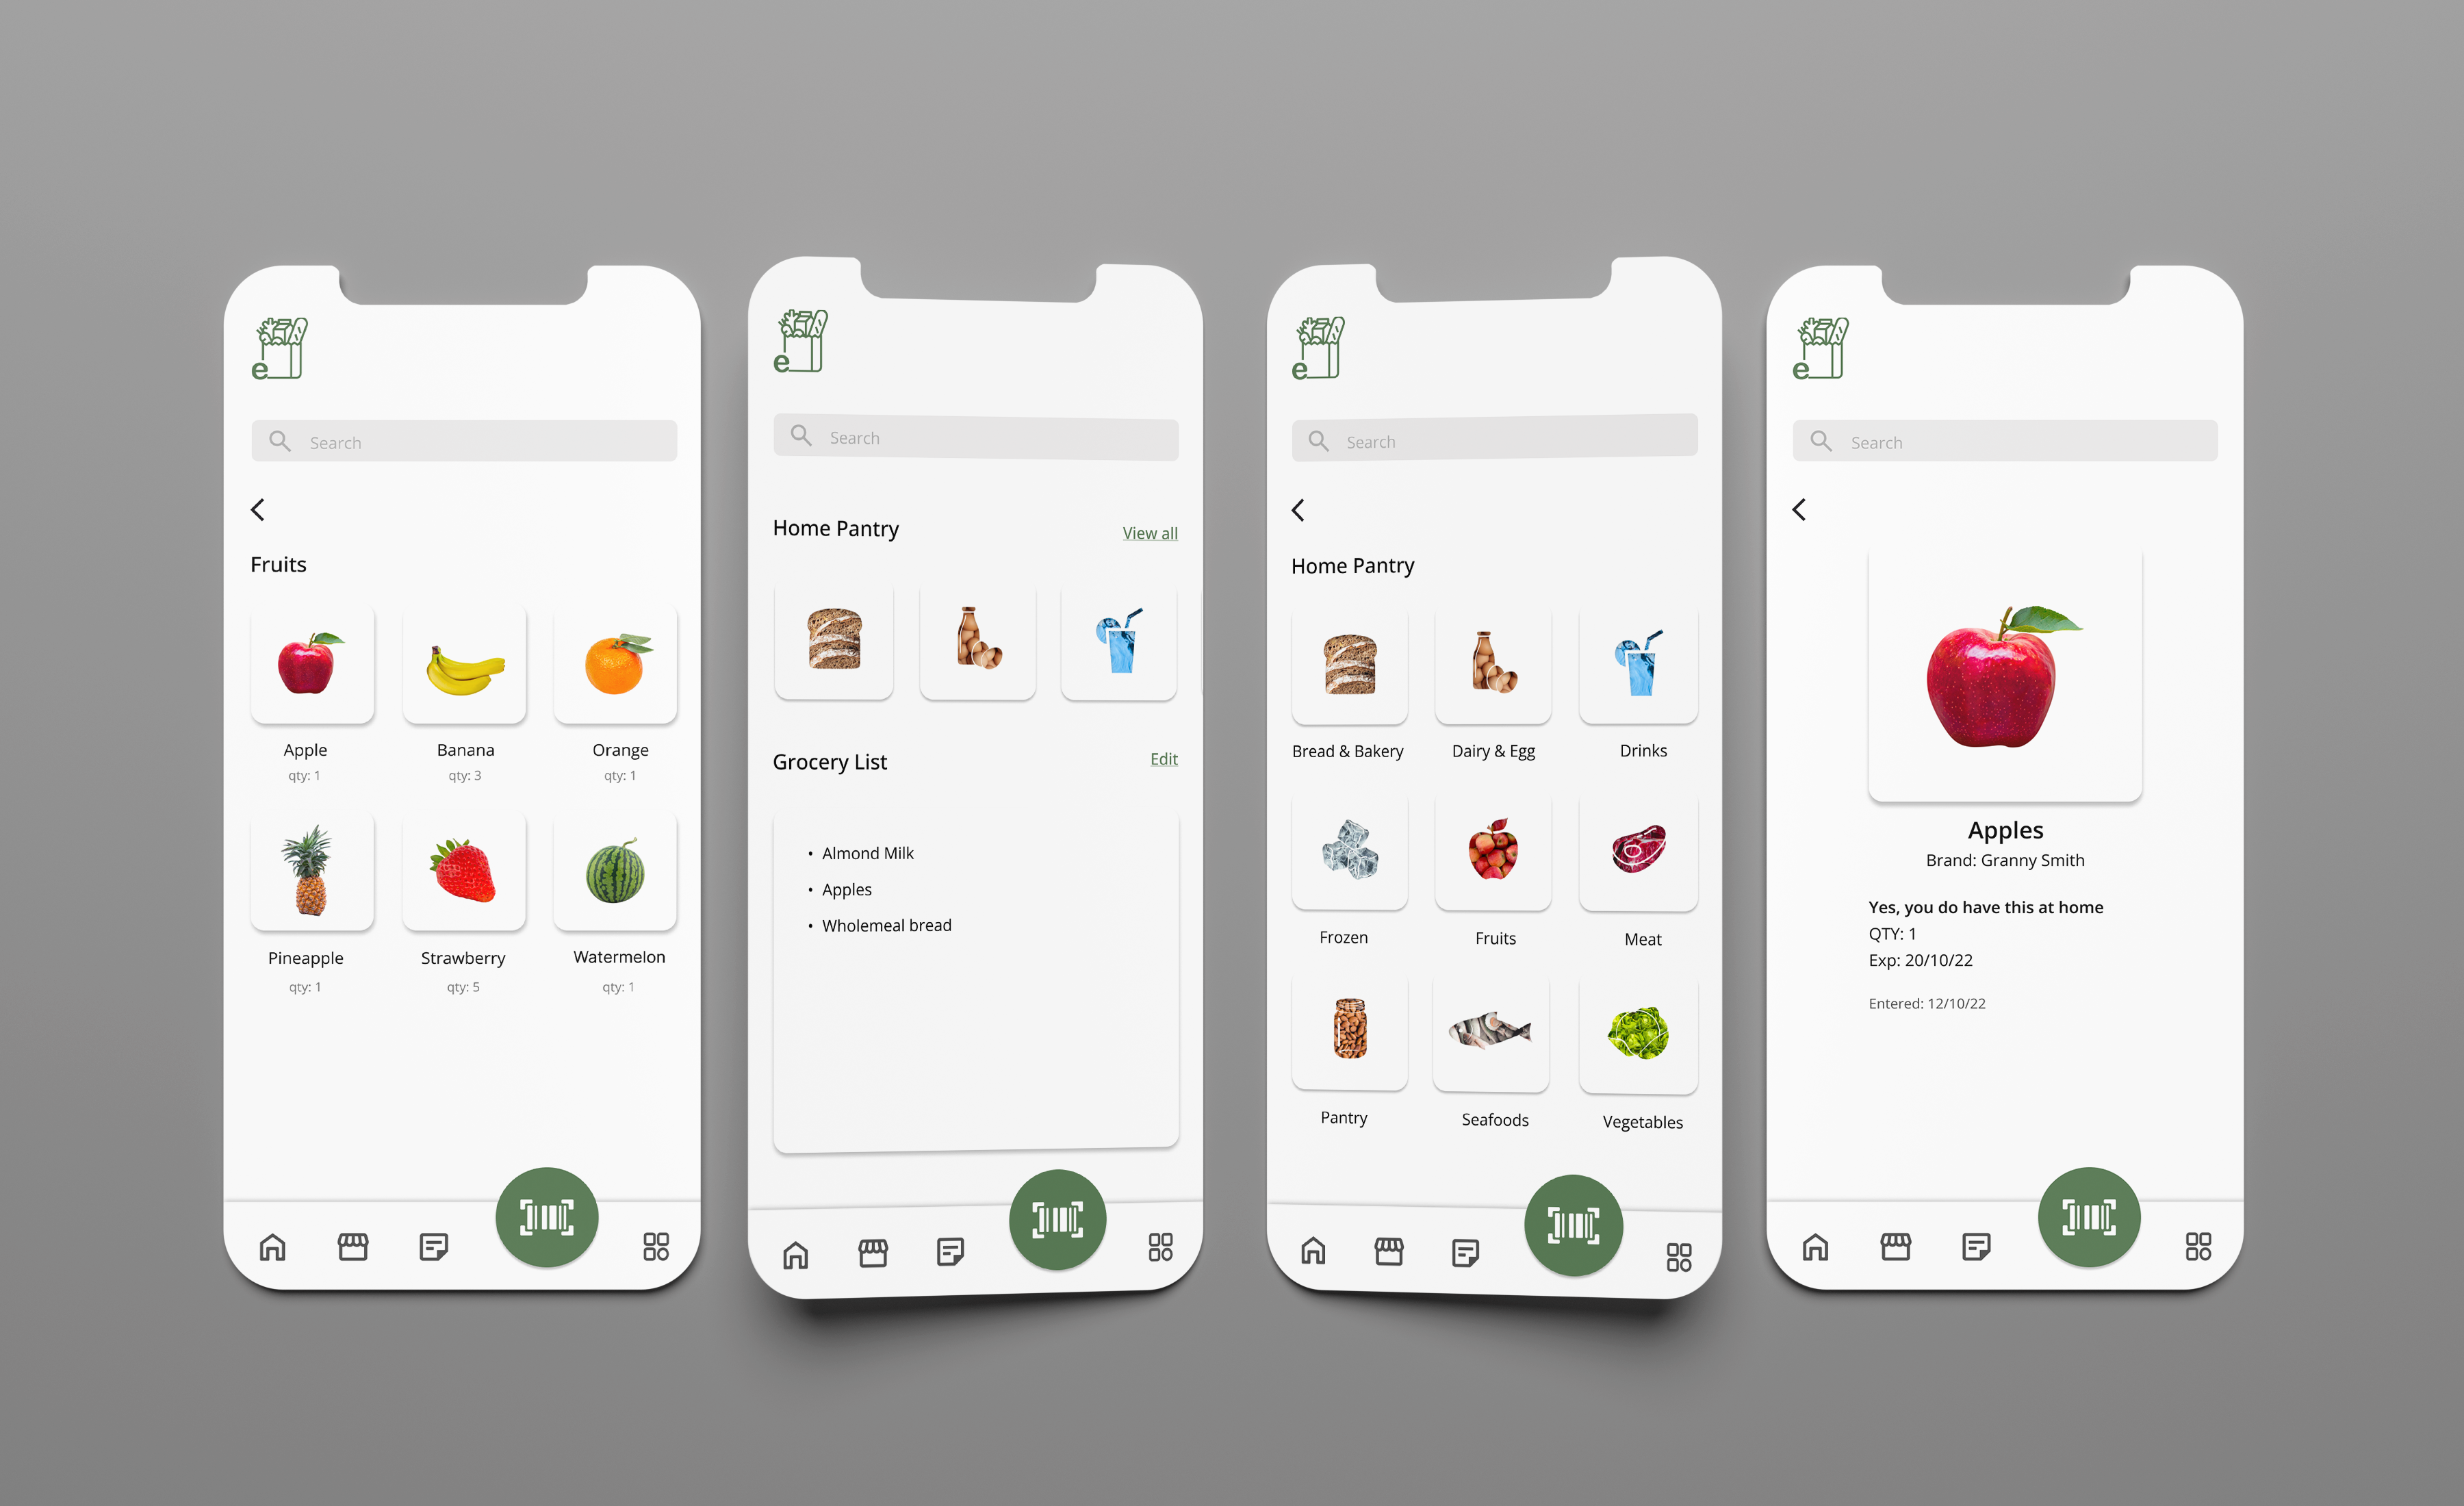 e
Search
Fruits
Apple
qty: 1
Banana
qty: 3
Orange
qty: 1
Pineapple
qty: 1
Strawberry
qty: 5
Watermelon
qty: 1
e
Search
Home Pantry
View all
Grocery List
Edit
• Almond Milk
• Apples
• Wholemeal bread
e
Search
Home Pantry
Bread & Bakery
Dairy & Egg
Drinks
Frozen
Fruits
Meat
Pantry
Seafoods
Vegetables
e
Search
Apples
Brand: Granny Smith
Yes, you do have this at home
QTY: 1
Exp: 20/10/22
Entered: 12/10/22